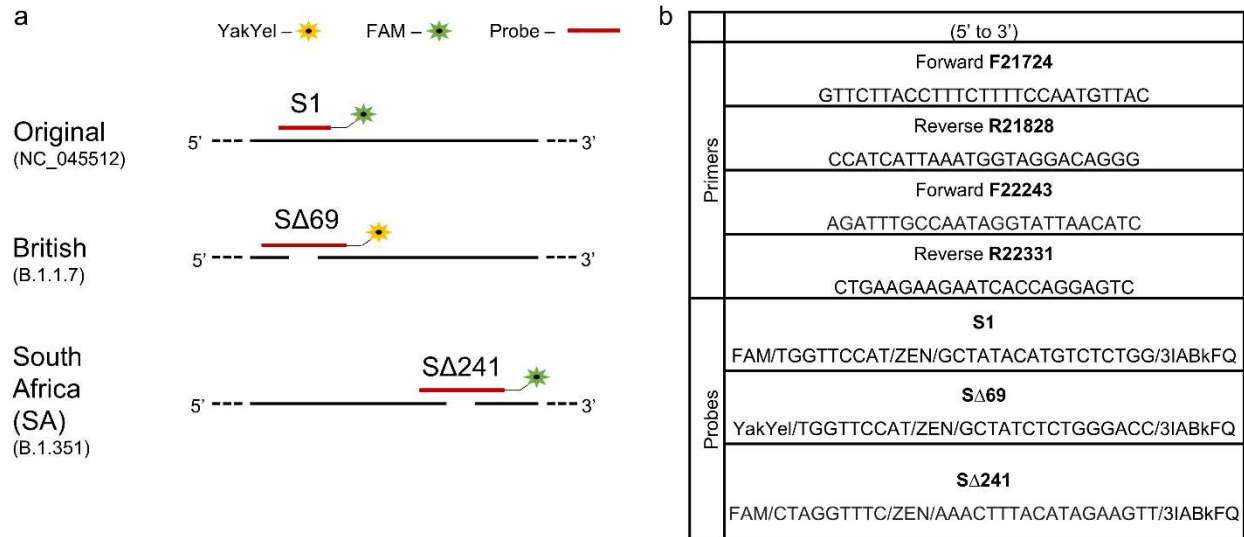 a
YakYel –
FAM –
Probe –
Original
(NC_045512)
S1
5’
3’
British
(B.1.1.7)
SΔ69
5’
3’
South
Africa
(SA)
(B.1.351)
SΔ241
5’
3’
b
(5’ to 3’)
Primers
Forward F21724
GTTCTTACCTTTCTTTTCCAATGTTAC
Reverse R21828
CCATCATTAAATGGTAGGACAGGG
Forward F22243
AGATTTGCCAATAGGTATTAACATC
Reverse R22331
CTGAAGAAGAATCACCAGGAGTC
Probes
S1
FAM/TGGTTCCAT/ZEN/GCTATACATGTCTCTGG/3IABkFQ
SΔ69
YakYel/TGGTTCCAT/ZEN/GCTATCTCTGGGACC/3IABkFQ
SΔ241
FAM/CTAGGTTTC/ZEN/AAACTTTACATAGAAGTT/3IABkFQ